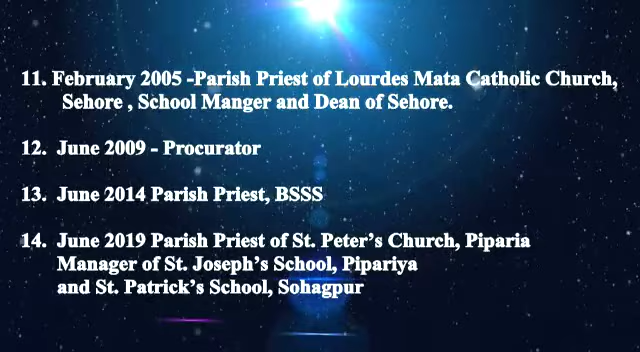 11. February 2005 -Parish Priest of Lourdes Mata Catholic Church,
Sehore , School Manger and Dean of Sehore.
12. June 2009 - Procurator
13. June 2014 Parish Priest, BSSS
14. June 2019 Parish Priest of St. Peter’s Church, Piparia
Manager of St. Joseph’s School, Pipariya
and St. Patrick’s School, Sohagpur